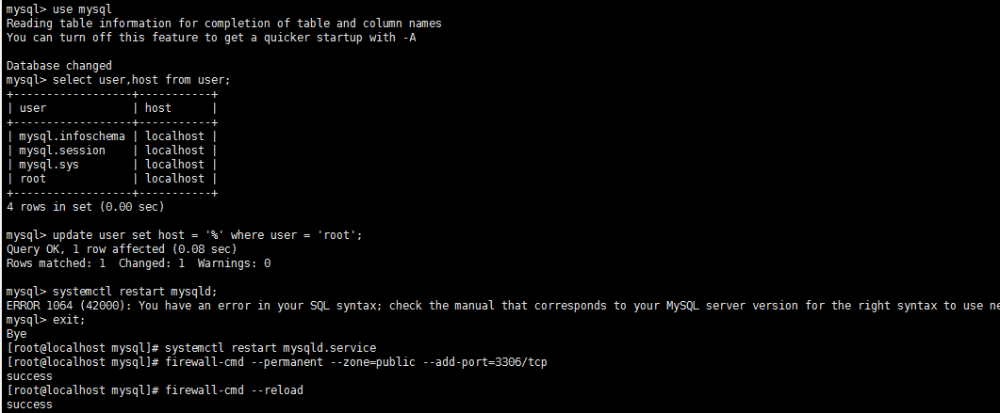 mysql> use mysql
Reading table information for completion of table and column names
You can turn off this feature to get a quicker startup with -A
Database changed
mysql> select user,host from user;
+------------------+-----------+
| user             | host      |
+------------------+-----------+
| mysql.infoschema | localhost |
| mysql.session    | localhost |
| mysql.sys        | localhost |
| root             | localhost |
+------------------+-----------+
4 rows in set (0.00 sec)
mysql> update user set host = '%' where user = 'root';
Query OK, 1 row affected (0.08 sec)
Rows matched: 1  Changed: 1  Warnings: 0
mysql> systemctl restart mysqld;
ERROR 1064 (42000): You have an error in your SQL syntax; check the manual that corresponds to your MySQL server version for the right syntax to use ne
mysql> exit;
Bye
[root@localhost mysql]# systemctl restart mysqld.service
[root@localhost mysql]# firewall-cmd --permanent --zone=public --add-port=3306/tcp
success
[root@localhost mysql]# firewall-cmd --reload
success